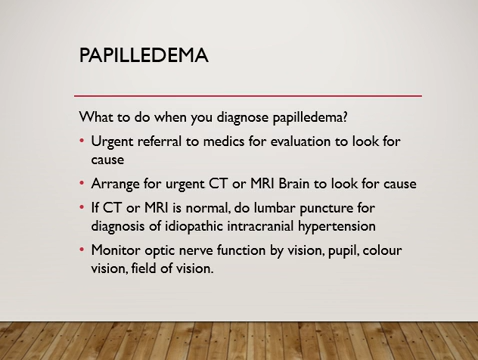 PAPILLEDEMA
What to do when you diagnose papilledema?
• Urgent referral to medics for evaluation to look for
cause
• Arrange for urgent CT or MRI Brain to look for cause
• If CT or MRI is normal, do lumbar puncture for
diagnosis of idiopathic intracranial hypertension
• Monitor optic nerve function by vision, pupil, colour
vision, field of vision.